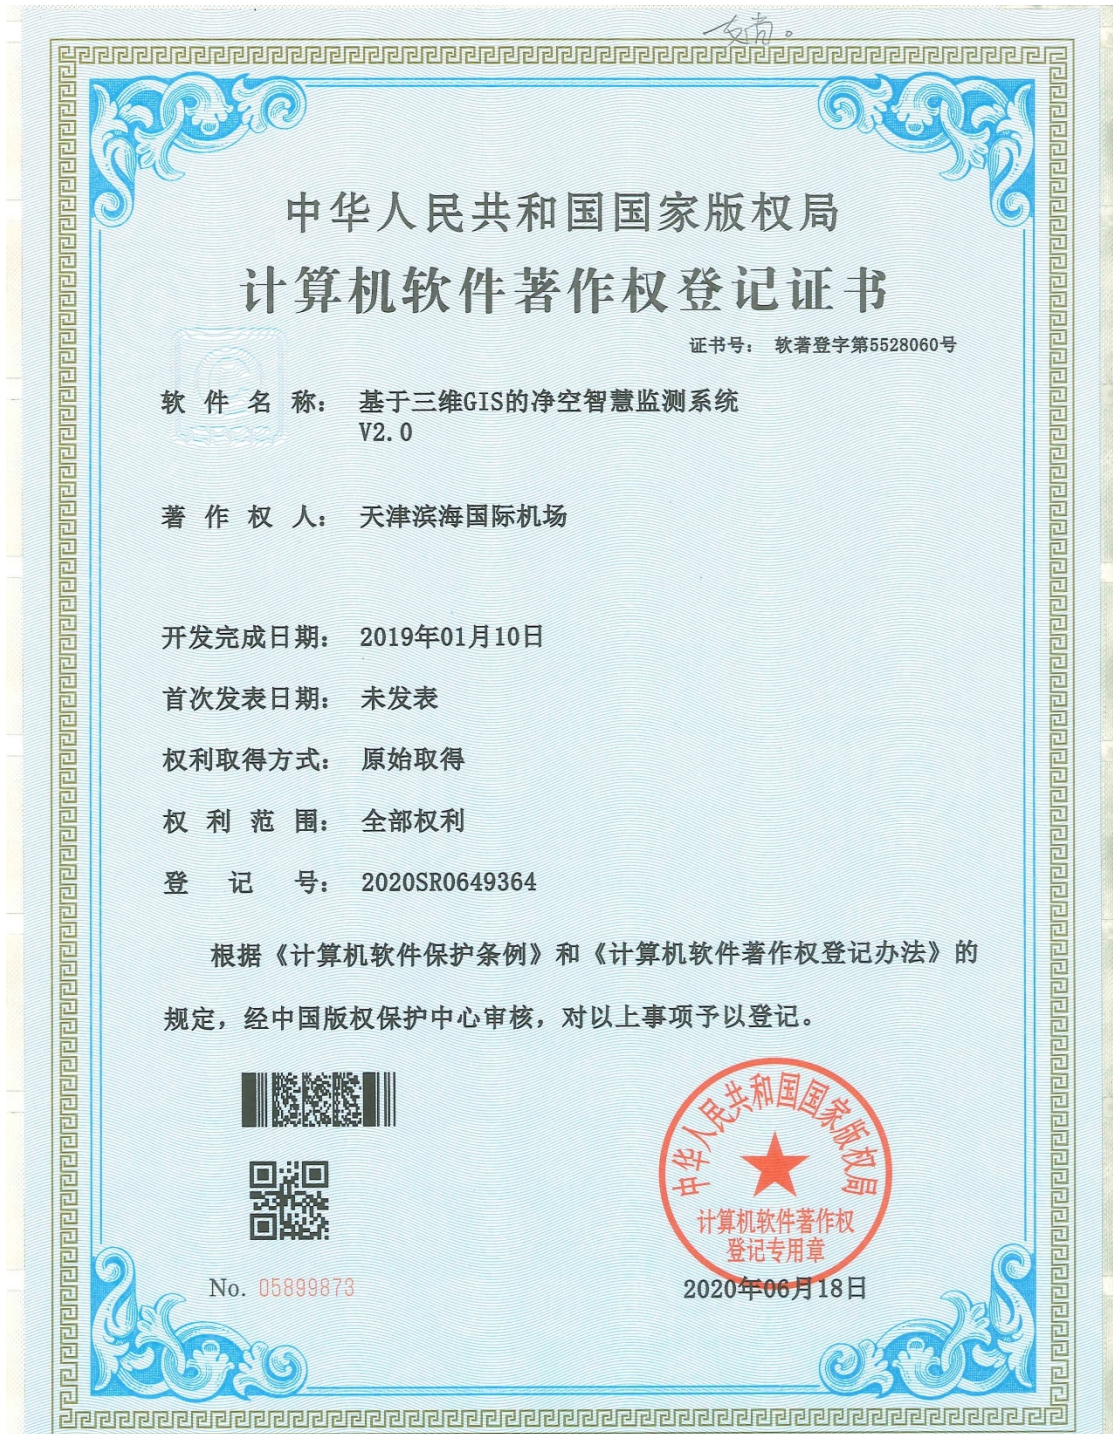 中华人民共和国国家版权局
计算机软件著作权登记证书
证书号： 软著登字第5528060号
软件名称： 基于三维GIS的净空智慧监测系统
V2.0
著作权人： 天津滨海国际机场
开发完成日期： 2019年01月10日
首次发表日期： 未发表
权利取得方式： 原始取得
权利范围： 全部权利
登记号： 2020SR0649364
根据《计算机软件保护条例》和《计算机软件著作权登记办法》的
规定，经中国版权保护中心审核，对以上事项予以登记。
中华人民共和国国家版权局
计算机软件著作权
登记专用章
No. 05899873
2020年06月18日